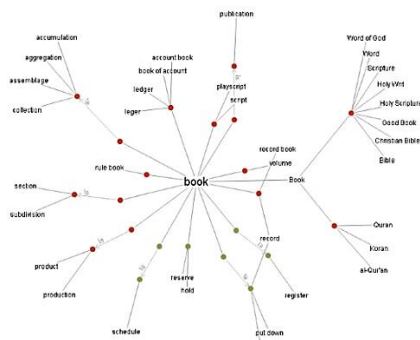 publication
accumulation
aggregation
assemblage
collection
account book
book of account
ledger
leger
playscript
script
Word of God
Word
Scripture
Holy Writ
Holy Scripture
Good Book
Christian Bible
Bible
record book
volume
rule book
book
Book
section
subdivision
Quran
Koran
al-Qur'an
product
production
record
reserve
hold
register
schedule
put down